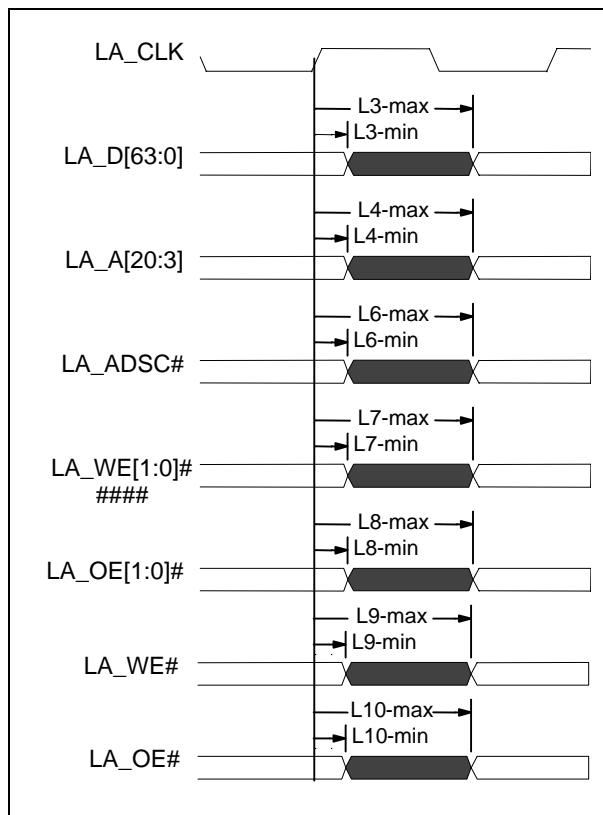 LA_CLK
L3-max
L3-min
LA_D[63:0]
L4-max
L4-min
LA_A[20:3]
L6-max
L6-min
LA_ADSC#
L7-max
L7-min
LA_WE[1:0]#
####
L8-max
L8-min
LA_OE[1:0]#
L9-max
L9-min
LA_WE#
L10-max
L10-min
LA_OE#